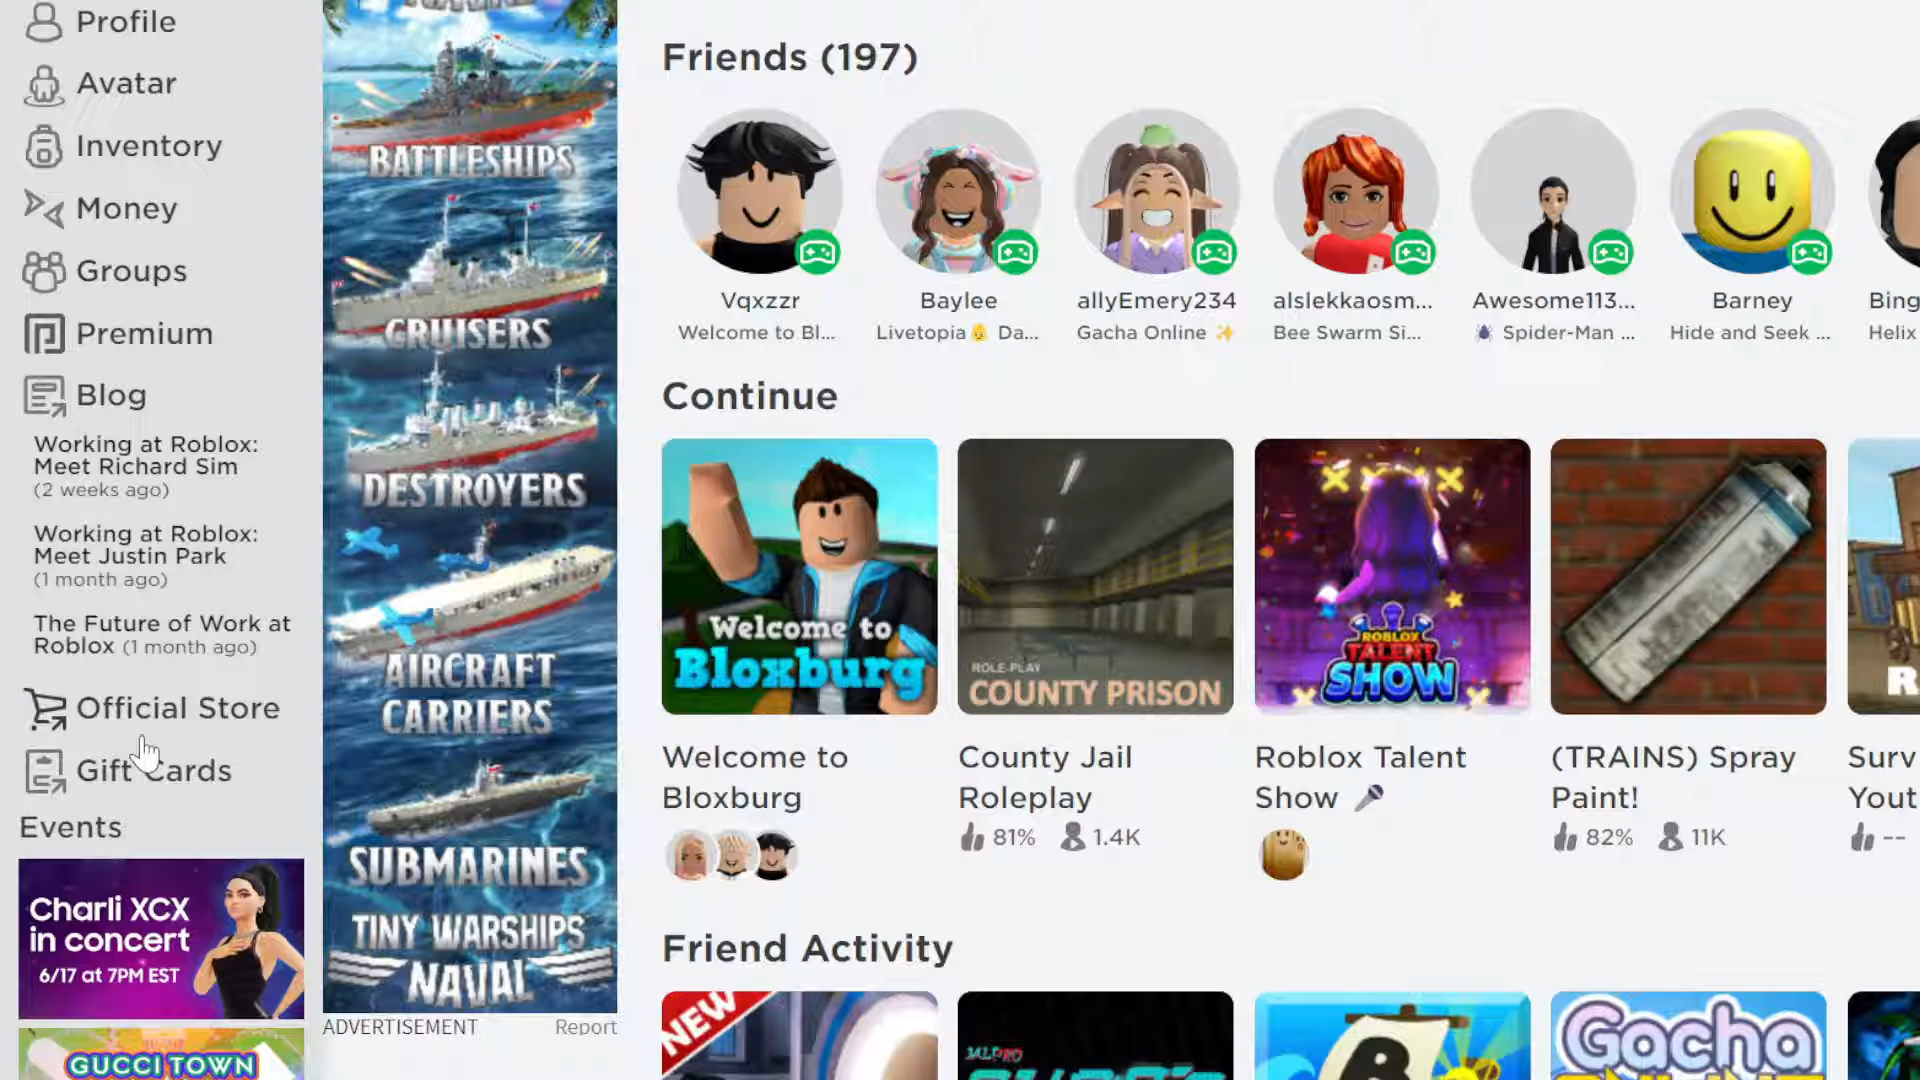 Profile
Avatar
Inventory
Money
Groups
Premium
Blog
Working at Roblox:
Meet Richard Sim
(2 weeks ago)
Working at Roblox:
Meet Justin Park
(1 month ago)
The Future of Work at
Roblox (1 month ago)
Official Store
Gift Cards
Events
Charli XCX
in concert
6/17 at 7PM EST
GUCCI TOWN
BATTLESHIPS
CRUISERS
DESTROYERS
AIRCRAFT
CARRIERS
SUBMARINES
TINY WARSHIPS
NAVAL
ADVERTISEMENT Report
Friends (197)
Vqxzzr
Welcome to Bl...
Baylee
Livetopia👶 Da...
allyEmery234
Gacha Online ✨
alslekkaosm...
Bee Swarm Si...
Awesome113...
🕷 Spider-Man ...
Barney
Hide and Seek ...
Bing
Helix
Continue
Welcome to
Bloxburg
ROLE-PLAY
COUNTY PRISON
ROBLOX
TALENT
SHOW
R
Welcome to
Bloxburg
County Jail
Roleplay
81% 1.4K
Roblox Talent
Show 🎤
(TRAINS) Spray
Paint!
82% 11K
Surv
Yout
--
Friend Activity
NEW
MLPRO
B
Gacha